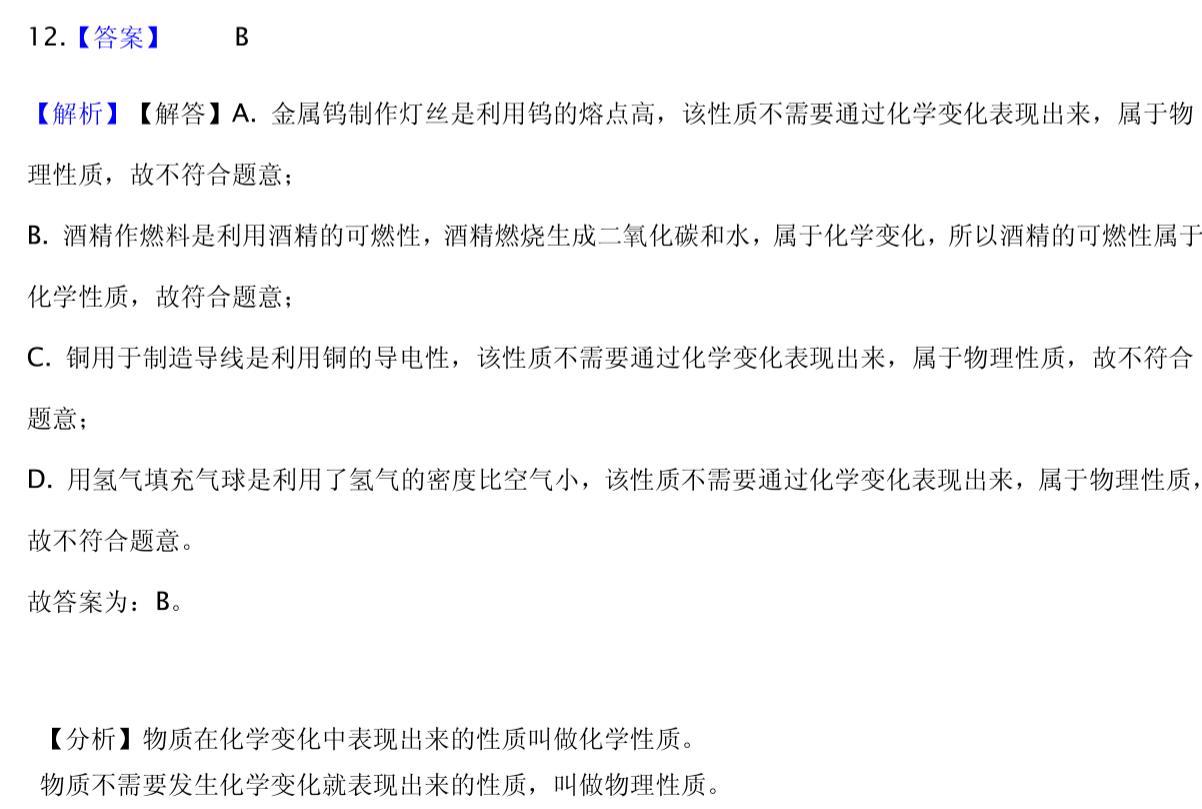 12.【答案】 B
【解析】【解答】A. 金属钨制作灯丝是利用钨的熔点高，该性质不需要通过化学变化表现出来，属于物
理性质，故不符合题意；
B. 酒精作燃料是利用酒精的可燃性，酒精燃烧生成二氧化碳和水，属于化学变化，所以酒精的可燃性属于
化学性质，故符合题意；
C. 铜用于制造导线是利用铜的导电性，该性质不需要通过化学变化表现出来，属于物理性质，故不符合
题意；
D. 用氢气填充气球是利用了氢气的密度比空气小，该性质不需要通过化学变化表现出来，属于物理性质，
故不符合题意。
故答案为：B。
【分析】物质在化学变化中表现出来的性质叫做化学性质。
物质不需要发生化学变化就表现出来的性质，叫做物理性质。